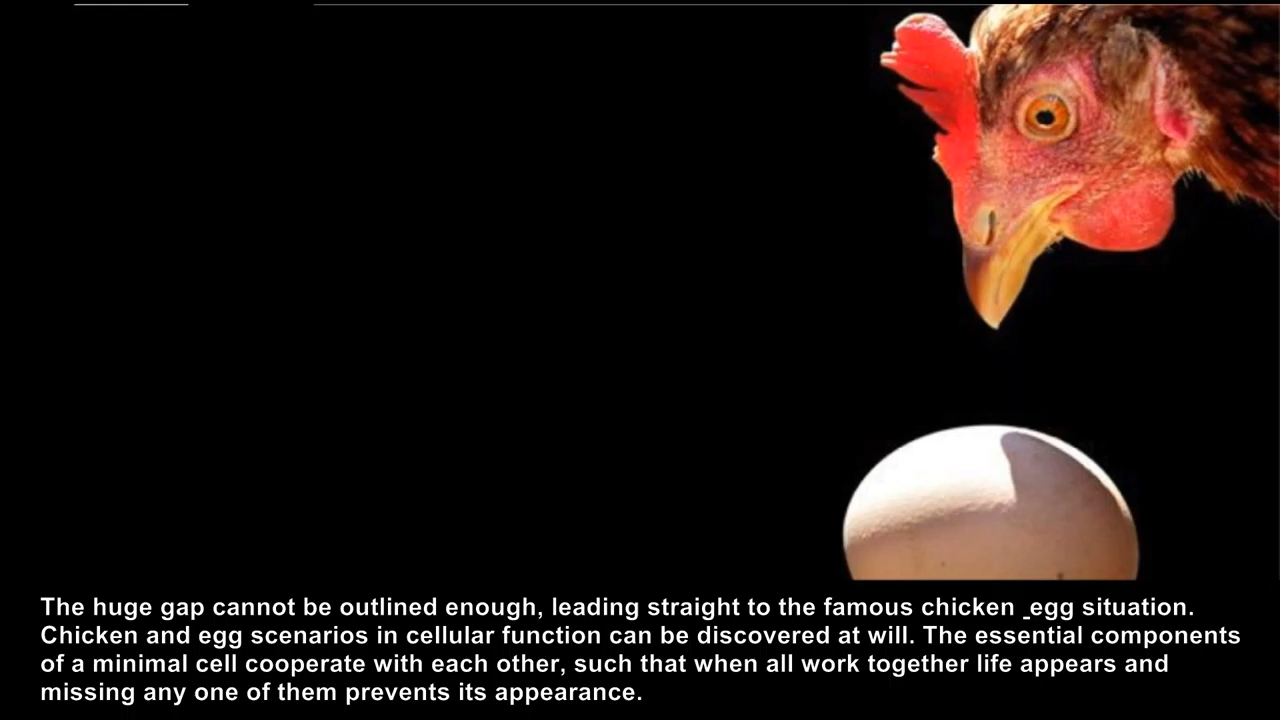 The huge gap cannot be outlined enough, leading straight to the famous chicken _egg situation.
Chicken and egg scenarios in cellular function can be discovered at will. The essential components
of a minimal cell cooperate with each other, such that when all work together life appears and
missing any one of them prevents its appearance.